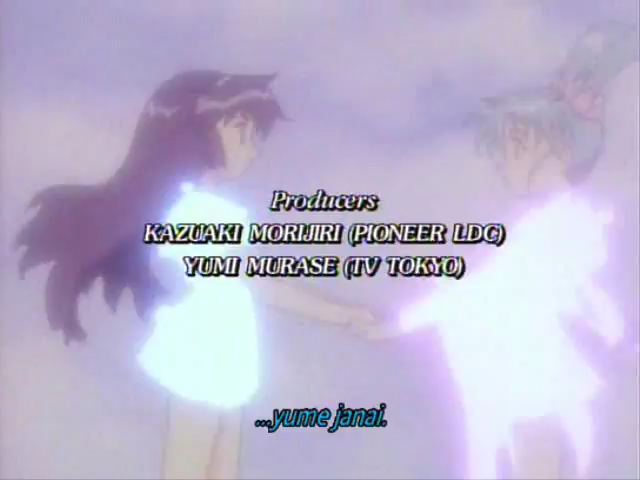 Producers
KAZUAKI MORIJIRI (PIONEER LDC)
YUMI MURASE (TV TOKYO)
...yume janai.